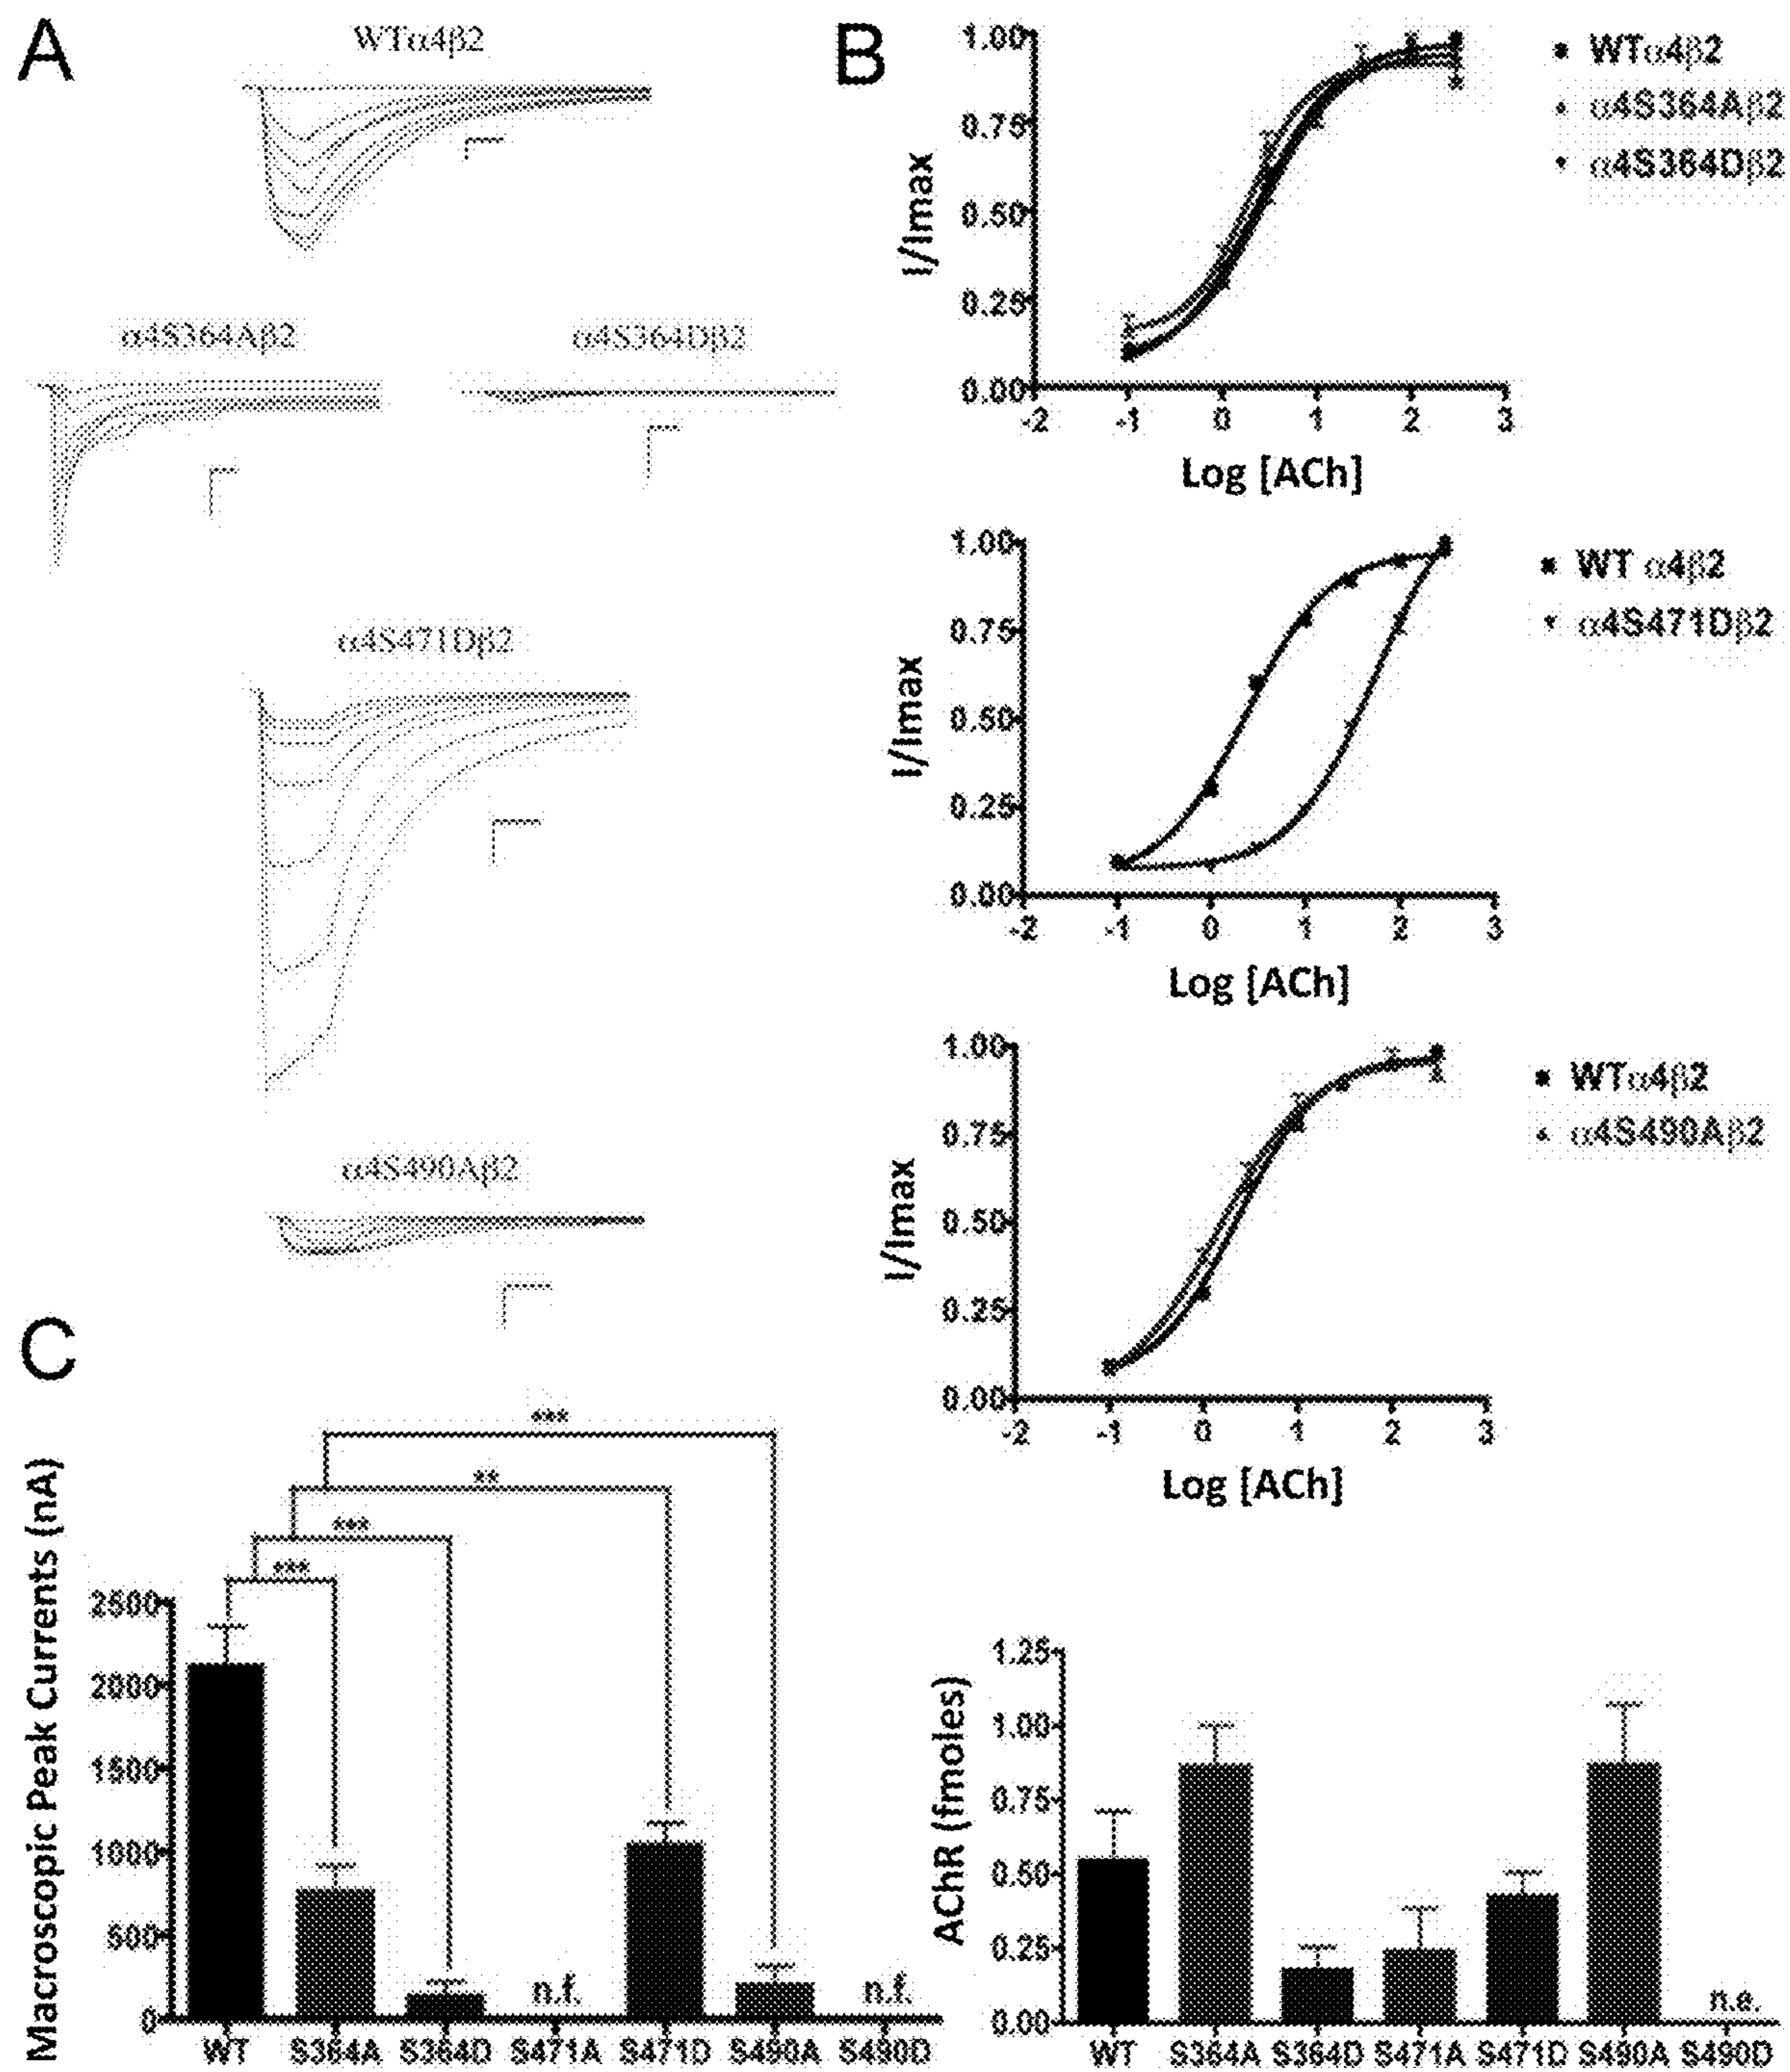 A
WTα4β2
α4S364Aβ2
α4S364Dβ2
α4S471Dβ2
α4S490Aβ2
B
1.00
0.75
0.50
0.25
0.00
-2
-1
0
1
2
3
I/Imax
Log [ACh]
WTα4β2
α4S364Aβ2
α4S364Dβ2
1.00
0.75
0.50
0.25
0.00
-2
-1
0
1
2
3
I/Imax
Log [ACh]
WT α4β2
α4S471Dβ2
1.00
0.75
0.50
0.25
0.00
-2
-1
0
1
2
3
I/Imax
Log [ACh]
WTα4β2
α4S490Aβ2
C
Macroscopic Peak Currents (nA)
2500
2000
1500
1000
500
0
***
**
***
***
n.f.
n.f.
WT S364A S364D S471A S471D S490A S490D
AChR (fmoles)
1.25
1.00
0.75
0.50
0.25
0.00
n.e.
WT S364A S364D S471A S471D S490A S490D